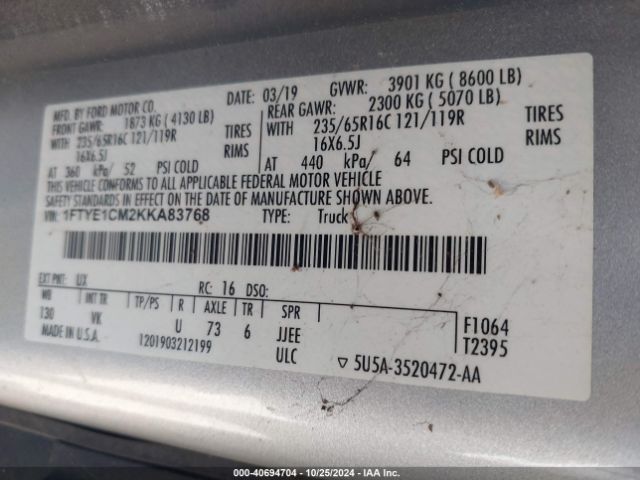 MFD. BY FORD MOTOR CO.
DATE: 03/19 GVWR: 3901 KG ( 8600 LB)
FRONT GAWR: 1873 KG ( 4130 LB)
REAR GAWR: 2300 KG ( 5070 LB)
WITH 235/65R16C 121/119R TIRES
WITH 235/65R16C 121/119R TIRES
16X6.5J RIMS
16X6.5J RIMS
AT 360 kPa/ 52 PSI COLD
AT 440 kPa/ 64 PSI COLD
THIS VEHICLE CONFORMS TO ALL APPLICABLE FEDERAL MOTOR VEHICLE
SAFETY STANDARDS IN EFFECT ON THE DATE OF MANUFACTURE SHOWN ABOVE.
VIN: 1FTYE1CM2KKA83768 TYPE: Truck
EXT PNT: UX RC: 16 DSO:
WB INT TR TP/PS R AXLE TR SPR
130 VK U 73 6 JJEE
F1064
MADE IN U.S.A. 1201903212199 ULC
T2395
▽ 5U5A-3520472-AA
000-40694704 - 10/25/2024 - IAA Inc.